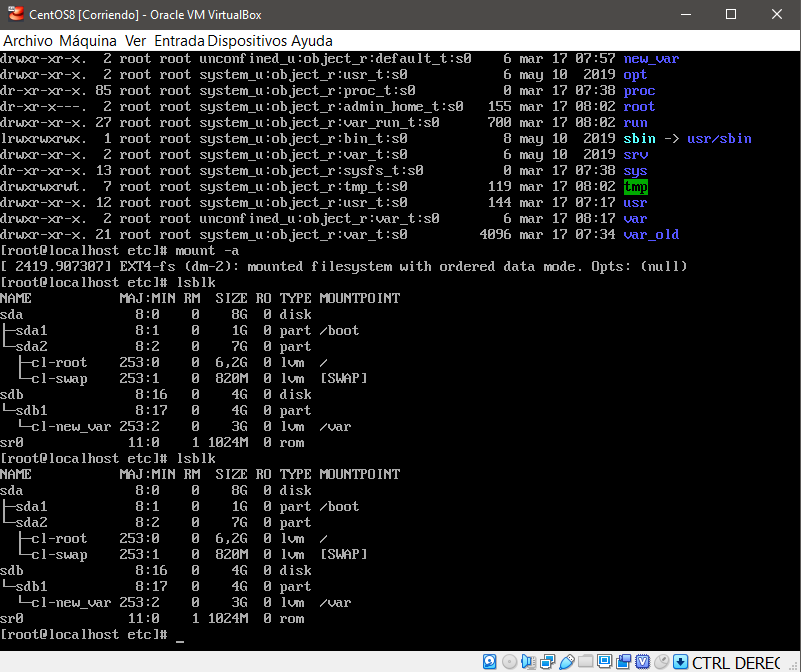 CentOS8 [Corriendo] - Oracle VM VirtualBox
Archivo Máquina Ver Entrada Dispositivos Ayuda
drwxr-xr-x. 2 root root unconfined_u:object_r:default_t:s0 6 mar 17 07:57 new_var
drwxr-xr-x. 2 root root system_u:object_r:usr_t:s0 6 may 10 2019 opt
dr-xr-xr-x. 85 root root system_u:object_r:proc_t:s0 0 mar 17 07:38 proc
dr-xr-x---. 2 root root system_u:object_r:admin_home_t:s0 155 mar 17 08:02 root
drwxr-xr-x. 27 root root system_u:object_r:var_run_t:s0 700 mar 17 08:02 run
lrwxrwxrwx. 1 root root system_u:object_r:bin_t:s0 8 may 10 2019 sbin -> usr/sbin
drwxr-xr-x. 2 root root system_u:object_r:var_t:s0 6 may 10 2019 srv
dr-xr-xr-x. 13 root root system_u:object_r:sysfs_t:s0 0 mar 17 07:38 sys
drwxrwxrwt. 7 root root system_u:object_r:tmp_t:s0 119 mar 17 08:02 tmp
drwxr-xr-x. 12 root root system_u:object_r:usr_t:s0 144 mar 17 07:17 usr
drwxr-xr-x. 2 root root unconfined_u:object_r:var_t:s0 6 mar 17 08:17 var
drwxr-xr-x. 21 root root system_u:object_r:var_t:s0 4096 mar 17 07:34 var_old
[root@localhost etc]# mount -a
[ 2419.907307] EXT4-fs (dm-2): mounted filesystem with ordered data mode. Opts: (null)
[root@localhost etc]# lsblk
NAME MAJ:MIN RM SIZE RO TYPE MOUNTPOINT
sda 8:0 0 8G 0 disk
├─sda1 8:1 0 1G 0 part /boot
└─sda2 8:2 0 7G 0 part
├─cl-root 253:0 0 6,2G 0 lvm /
└─cl-swap 253:1 0 820M 0 lvm [SWAP]
sdb 8:16 0 4G 0 disk
└─sdb1 8:17 0 4G 0 part
└─cl-new_var 253:2 0 3G 0 lvm /var
sr0 11:0 1 1024M 0 rom
[root@localhost etc]# lsblk
NAME MAJ:MIN RM SIZE RO TYPE MOUNTPOINT
sda 8:0 0 8G 0 disk
├─sda1 8:1 0 1G 0 part /boot
└─sda2 8:2 0 7G 0 part
├─cl-root 253:0 0 6,2G 0 lvm /
└─cl-swap 253:1 0 820M 0 lvm [SWAP]
sdb 8:16 0 4G 0 disk
└─sdb1 8:17 0 4G 0 part
└─cl-new_var 253:2 0 3G 0 lvm /var
sr0 11:0 1 1024M 0 rom
[root@localhost etc]# _
CTRL DEREC